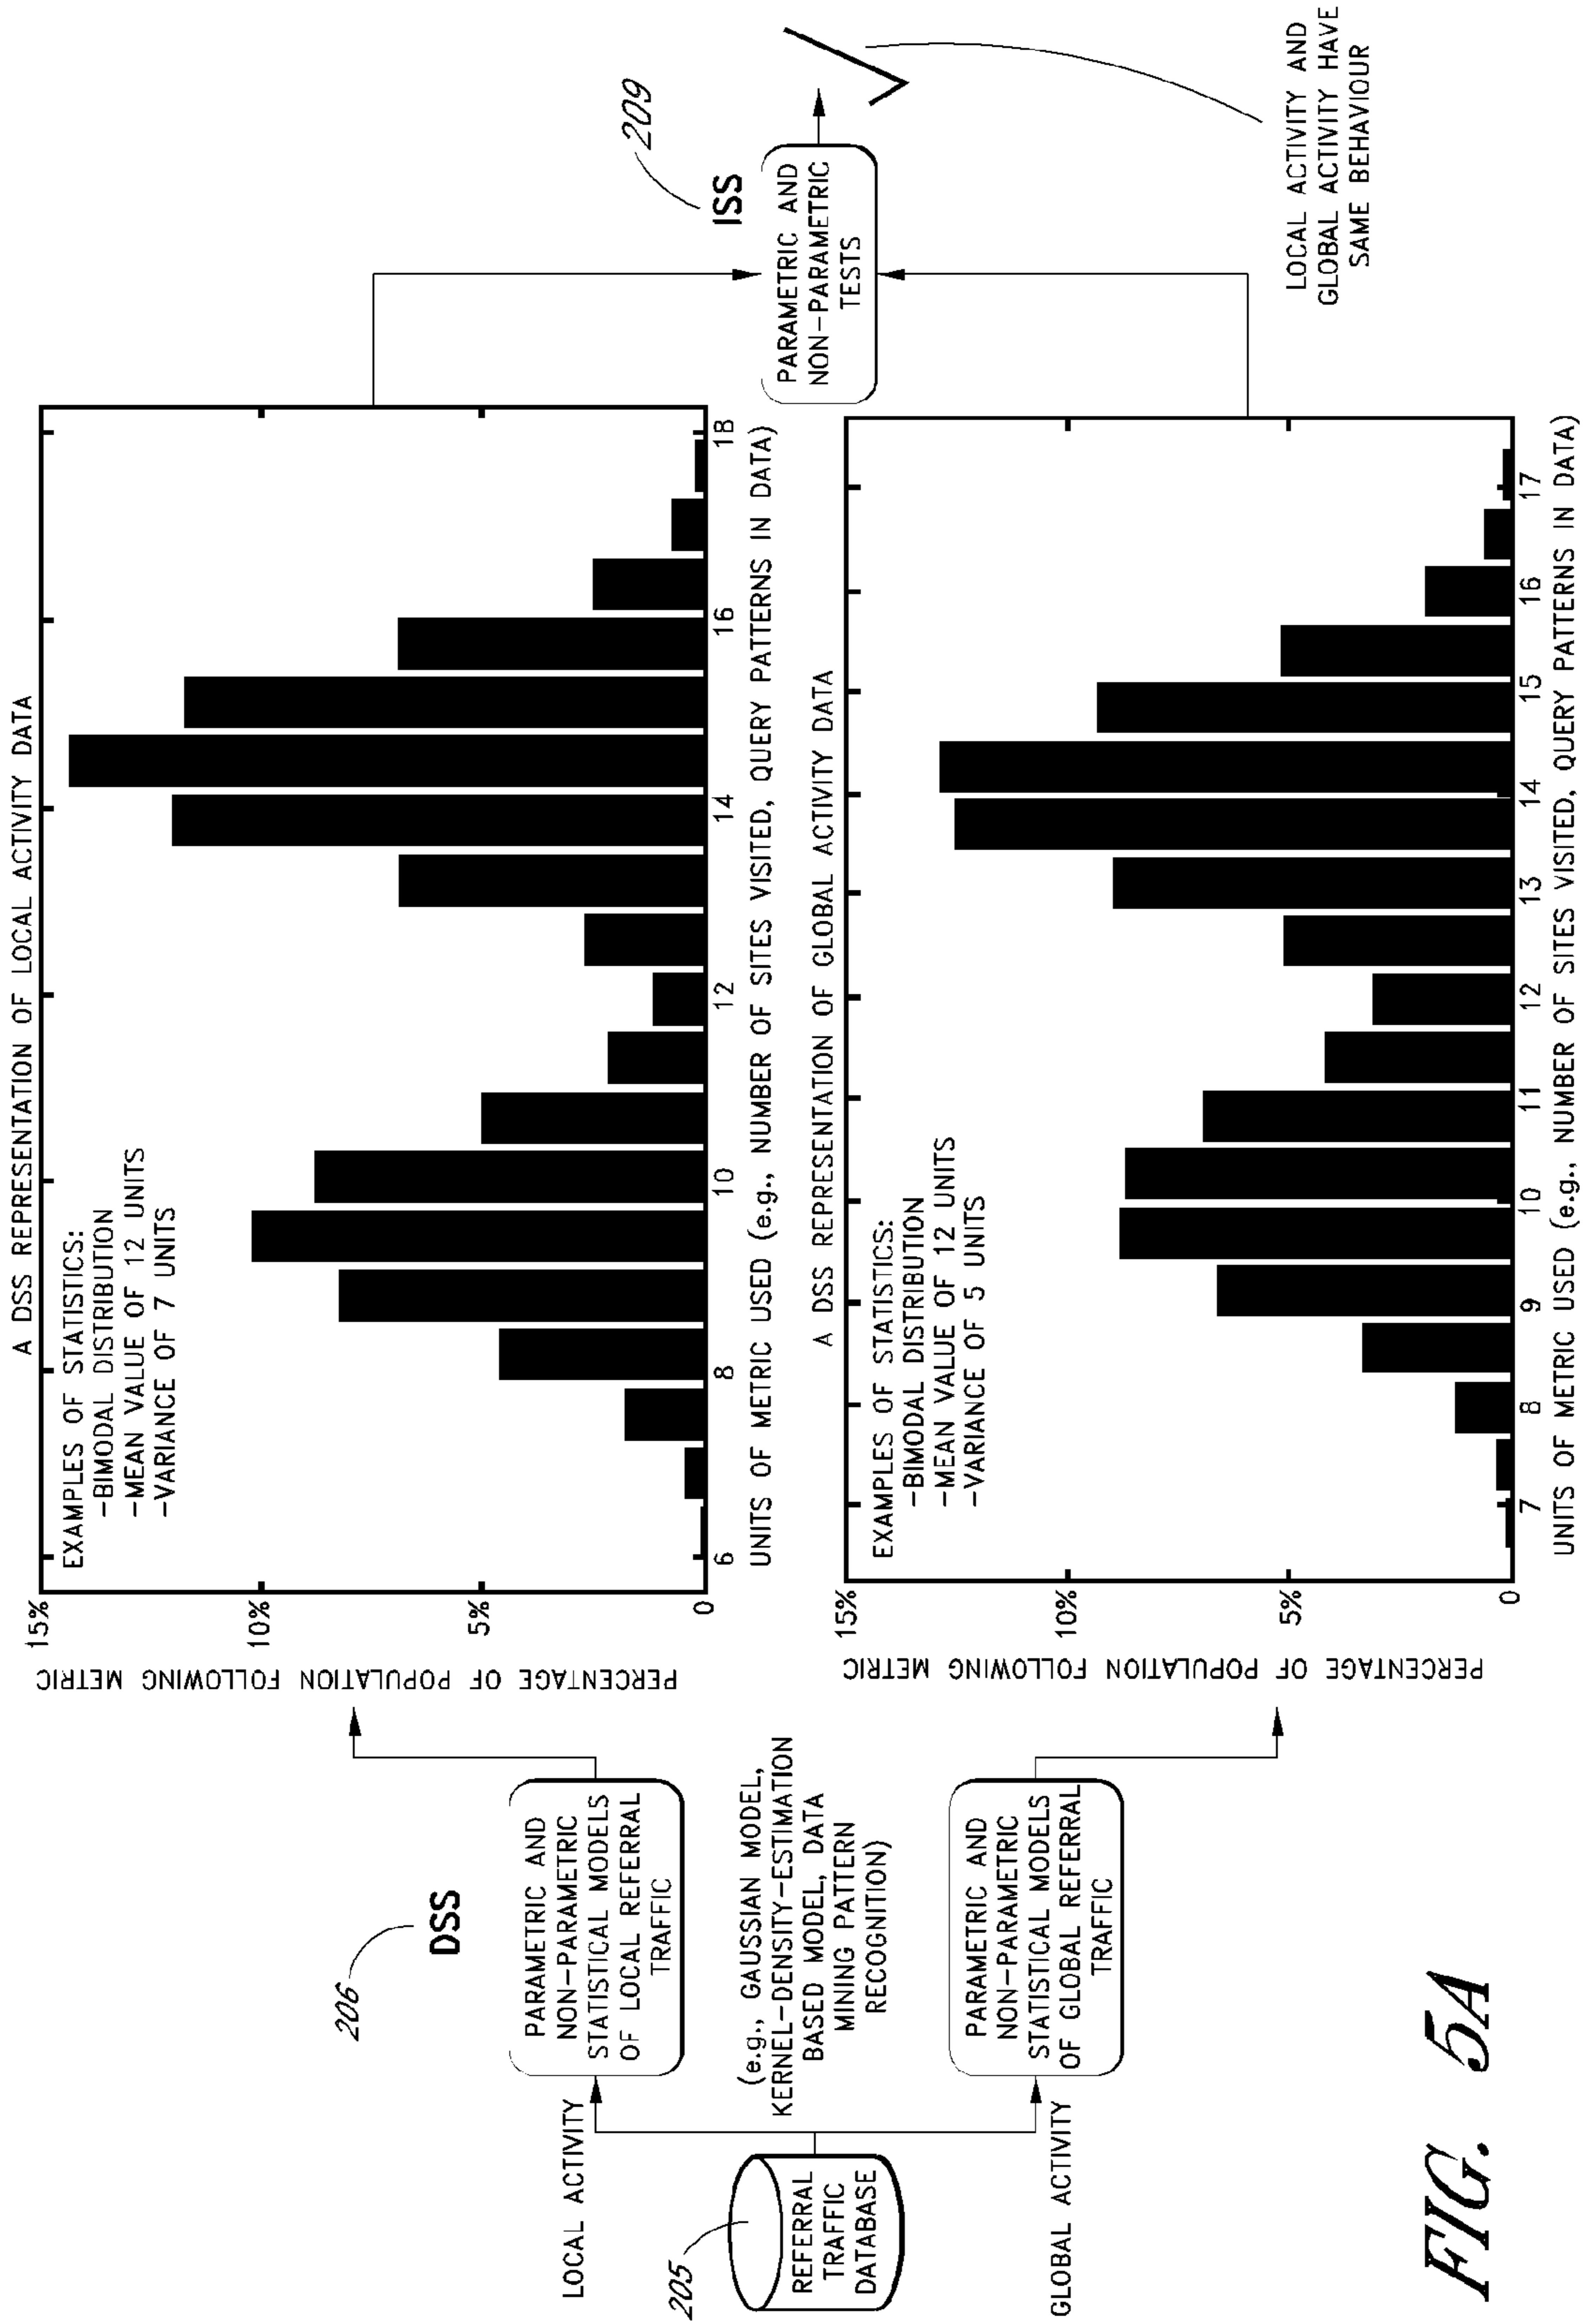 205
REFERRAL
TRAFFIC
DATABASE
LOCAL ACTIVITY
GLOBAL ACTIVITY
206
DSS
PARAMETRIC AND
NON-PARAMETRIC
STATISTICAL MODELS
OF LOCAL REFERRAL
TRAFFIC
(e.g., GAUSSIAN MODEL,
KERNEL-DENSITY-ESTIMATION
BASED MODEL, DATA
MINING PATTERN
RECOGNITION)
PARAMETRIC AND
NON-PARAMETRIC
STATISTICAL MODELS
OF GLOBAL REFERRAL
TRAFFIC
A DSS REPRESENTATION OF LOCAL ACTIVITY DATA
PERCENTAGE OF POPULATION FOLLOWING METRIC
15%
10%
5%
0
EXAMPLES OF STATISTICS:
-BIMODAL DISTRIBUTION
-MEAN VALUE OF 12 UNITS
-VARIANCE OF 7 UNITS
6 8 10 12 14 16 18
UNITS OF METRIC USED (e.g., NUMBER OF SITES VISITED, QUERY PATTERNS IN DATA)
A DSS REPRESENTATION OF GLOBAL ACTIVITY DATA
PERCENTAGE OF POPULATION FOLLOWING METRIC
15%
10%
5%
0
EXAMPLES OF STATISTICS:
-BIMODAL DISTRIBUTION
-MEAN VALUE OF 12 UNITS
-VARIANCE OF 5 UNITS
7 8 9 10 11 12 13 14 15 16 17
UNITS OF METRIC USED (e.g., NUMBER OF SITES VISITED, QUERY PATTERNS IN DATA)
209
ISS
PARAMETRIC AND
NON-PARAMETRIC
TESTS
LOCAL ACTIVITY AND
GLOBAL ACTIVITY HAVE
SAME BEHAVIOUR
FIG. 5A